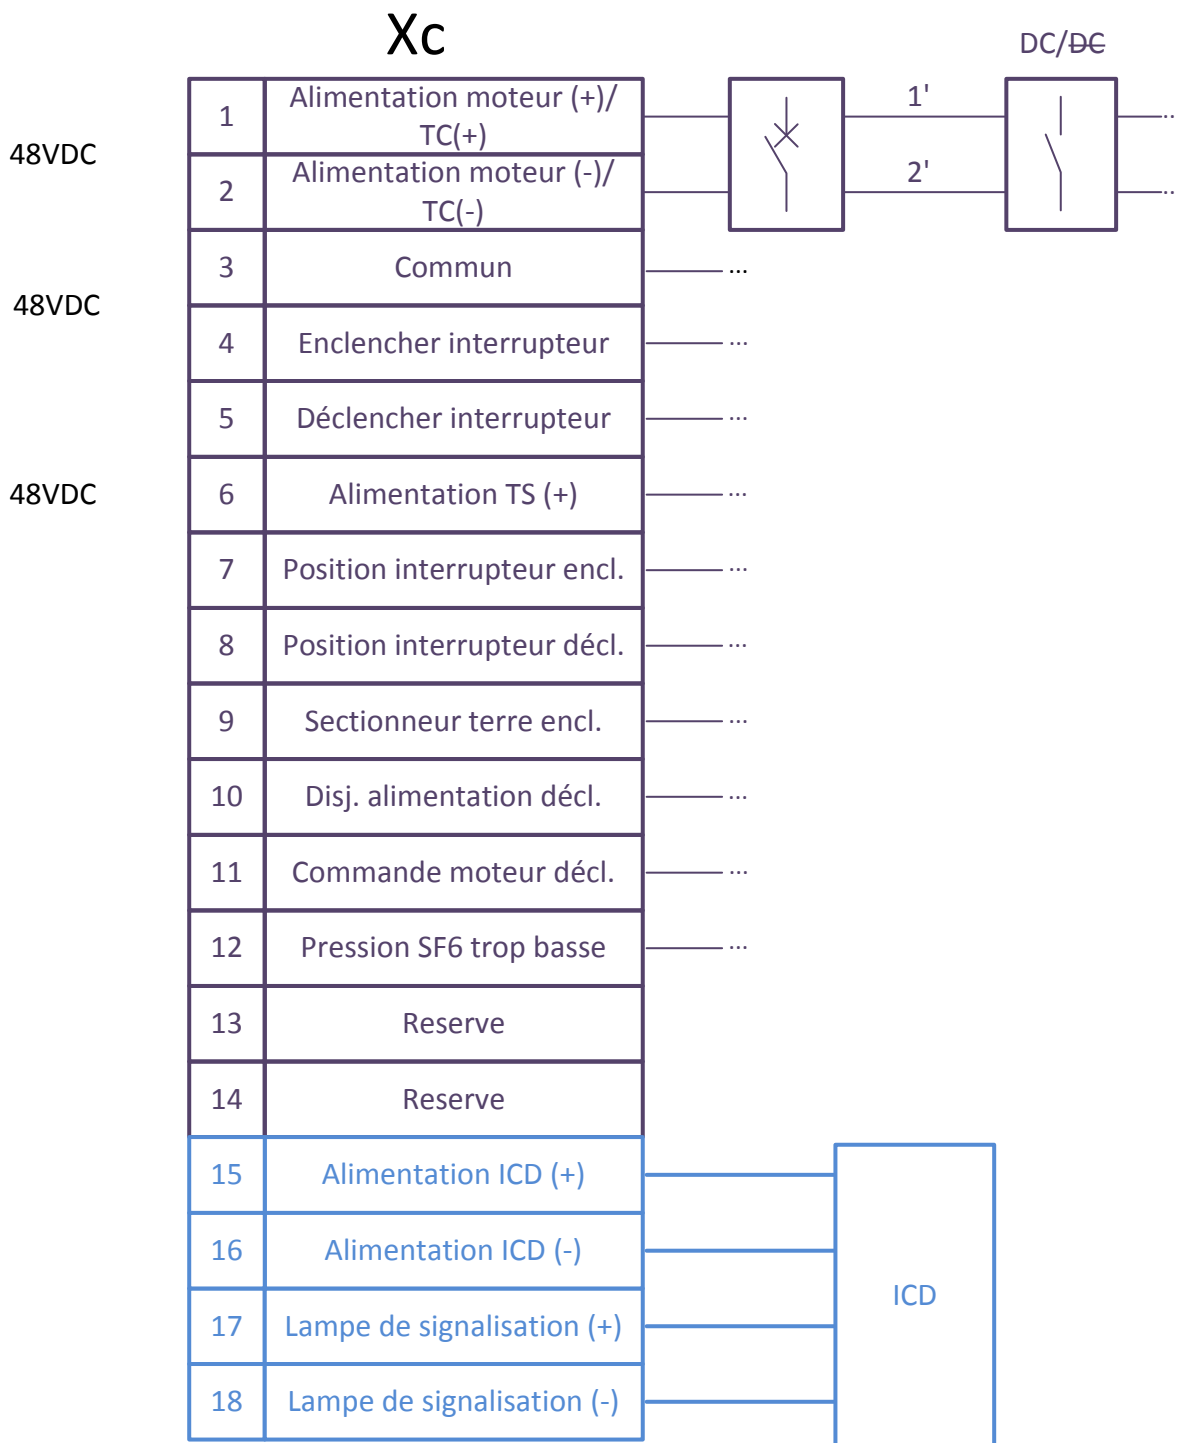 Xc
DC/DC
48VDC
1 Alimentation moteur (+)/
TC(+)
1'
...
2 Alimentation moteur (-)/
TC(-)
2'
...
48VDC
3 Commun ...
4 Enclencher interrupteur ...
5 Déclencher interrupteur ...
48VDC
6 Alimentation TS (+) ...
7 Position interrupteur encl. ...
8 Position interrupteur décl. ...
9 Sectionneur terre encl. ...
10 Disj. alimentation décl. ...
11 Commande moteur décl. ...
12 Pression SF6 trop basse ...
13 Reserve
14 Reserve
15 Alimentation ICD (+)
16 Alimentation ICD (-)
ICD
17 Lampe de signalisation (+)
18 Lampe de signalisation (-)